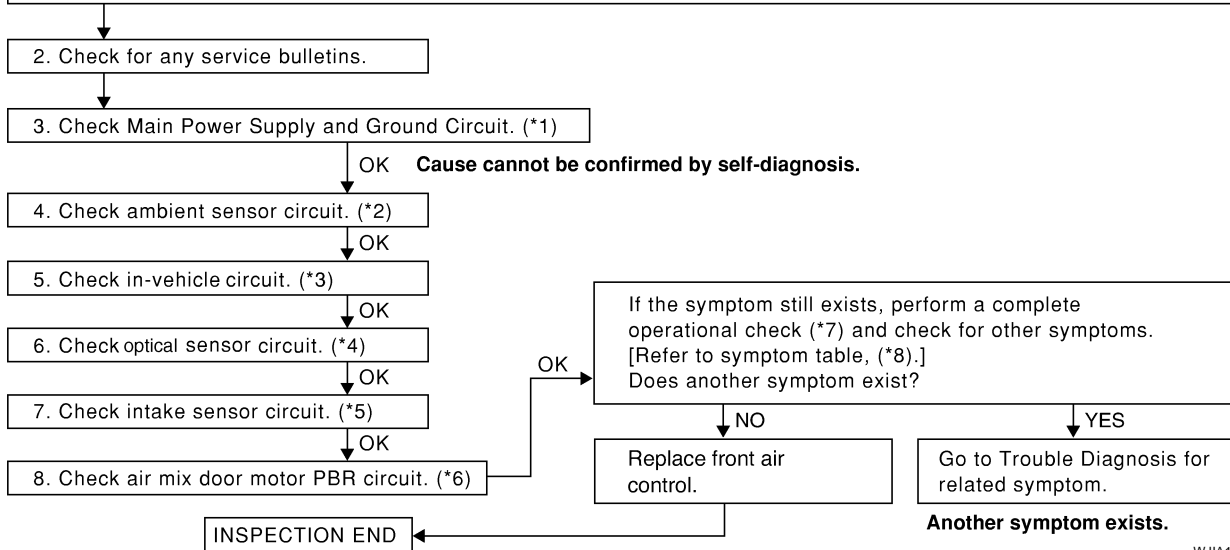 2. Check for any service bulletins.
3. Check Main Power Supply and Ground Circuit. (*1)
OK
Cause cannot be confirmed by self-diagnosis.
4. Check ambient sensor circuit. (*2)
OK
5. Check in-vehicle circuit. (*3)
OK
6. Check optical sensor circuit. (*4)
OK
7. Check intake sensor circuit. (*5)
OK
8. Check air mix door motor PBR circuit. (*6)
OK
If the symptom still exists, perform a complete
operational check (*7) and check for other symptoms.
[Refer to symptom table, (*8).]
Does another symptom exist?
NO
YES
Replace front air
control.
Go to Trouble Diagnosis for
related symptom.
Another symptom exists.
INSPECTION END